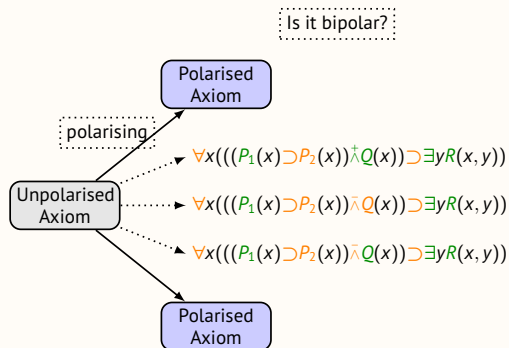 Is it bipolar?
Polarised
Axiom
polarising
∀x(((P₁(x)⊃P₂(x))∧⁺Q(x))⊃∃yR(x, y))
Unpolarised
Axiom
∀x(((P₁(x)⊃P₂(x))∧⁻Q(x))⊃∃yR(x, y))
∀x(((P₁(x)⊃P₂(x))∧⁻Q(x))⊃∃yR(x, y))
Polarised
Axiom